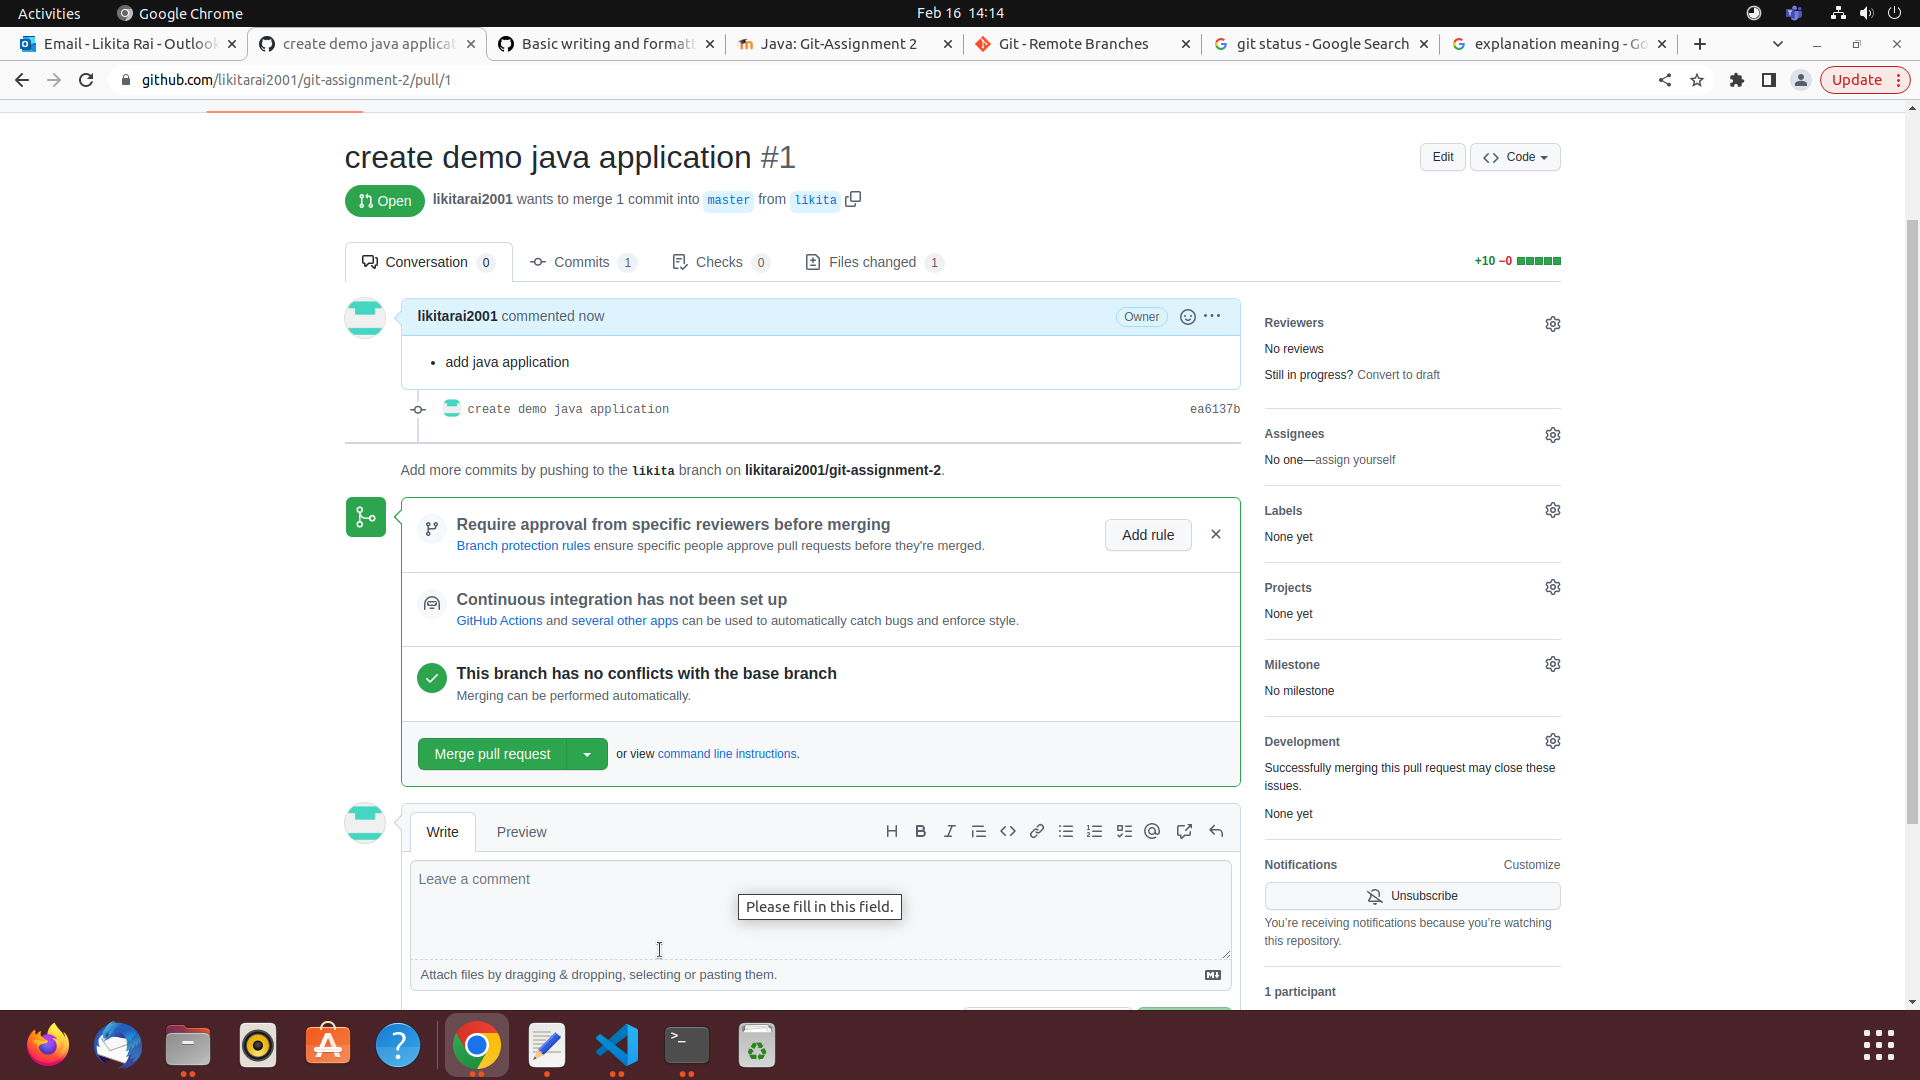 Activities
Google Chrome
Feb 16 14:14
Email - Likita Rai - Outlook
create demo java applicat
Basic writing and formatt
Java: Git-Assignment 2
Git - Remote Branches
git status - Google Search
explanation meaning - Go
github.com/likitarai2001/git-assignment-2/pull/1
Update
create demo java application #1
Edit
Code
Open
likitarai2001 wants to merge 1 commit into master from likita
Conversation 0
Commits 1
Checks 0
Files changed 1
+10 −0
likitarai2001 commented now
Owner
• add java application
create demo java application
ea6137b
Add more commits by pushing to the likita branch on likitarai2001/git-assignment-2.
Require approval from specific reviewers before merging
Branch protection rules ensure specific people approve pull requests before they're merged.
Add rule
Continuous integration has not been set up
GitHub Actions and several other apps can be used to automatically catch bugs and enforce style.
This branch has no conflicts with the base branch
Merging can be performed automatically.
Merge pull request
or view command line instructions.
Write
Preview
Leave a comment
Please fill in this field.
Attach files by dragging & dropping, selecting or pasting them.
Reviewers
No reviews
Still in progress? Convert to draft
Assignees
No one—assign yourself
Labels
None yet
Projects
None yet
Milestone
No milestone
Development
Successfully merging this pull request may close these
issues.
None yet
Notifications
Customize
Unsubscribe
You're receiving notifications because you're watching
this repository.
1 participant